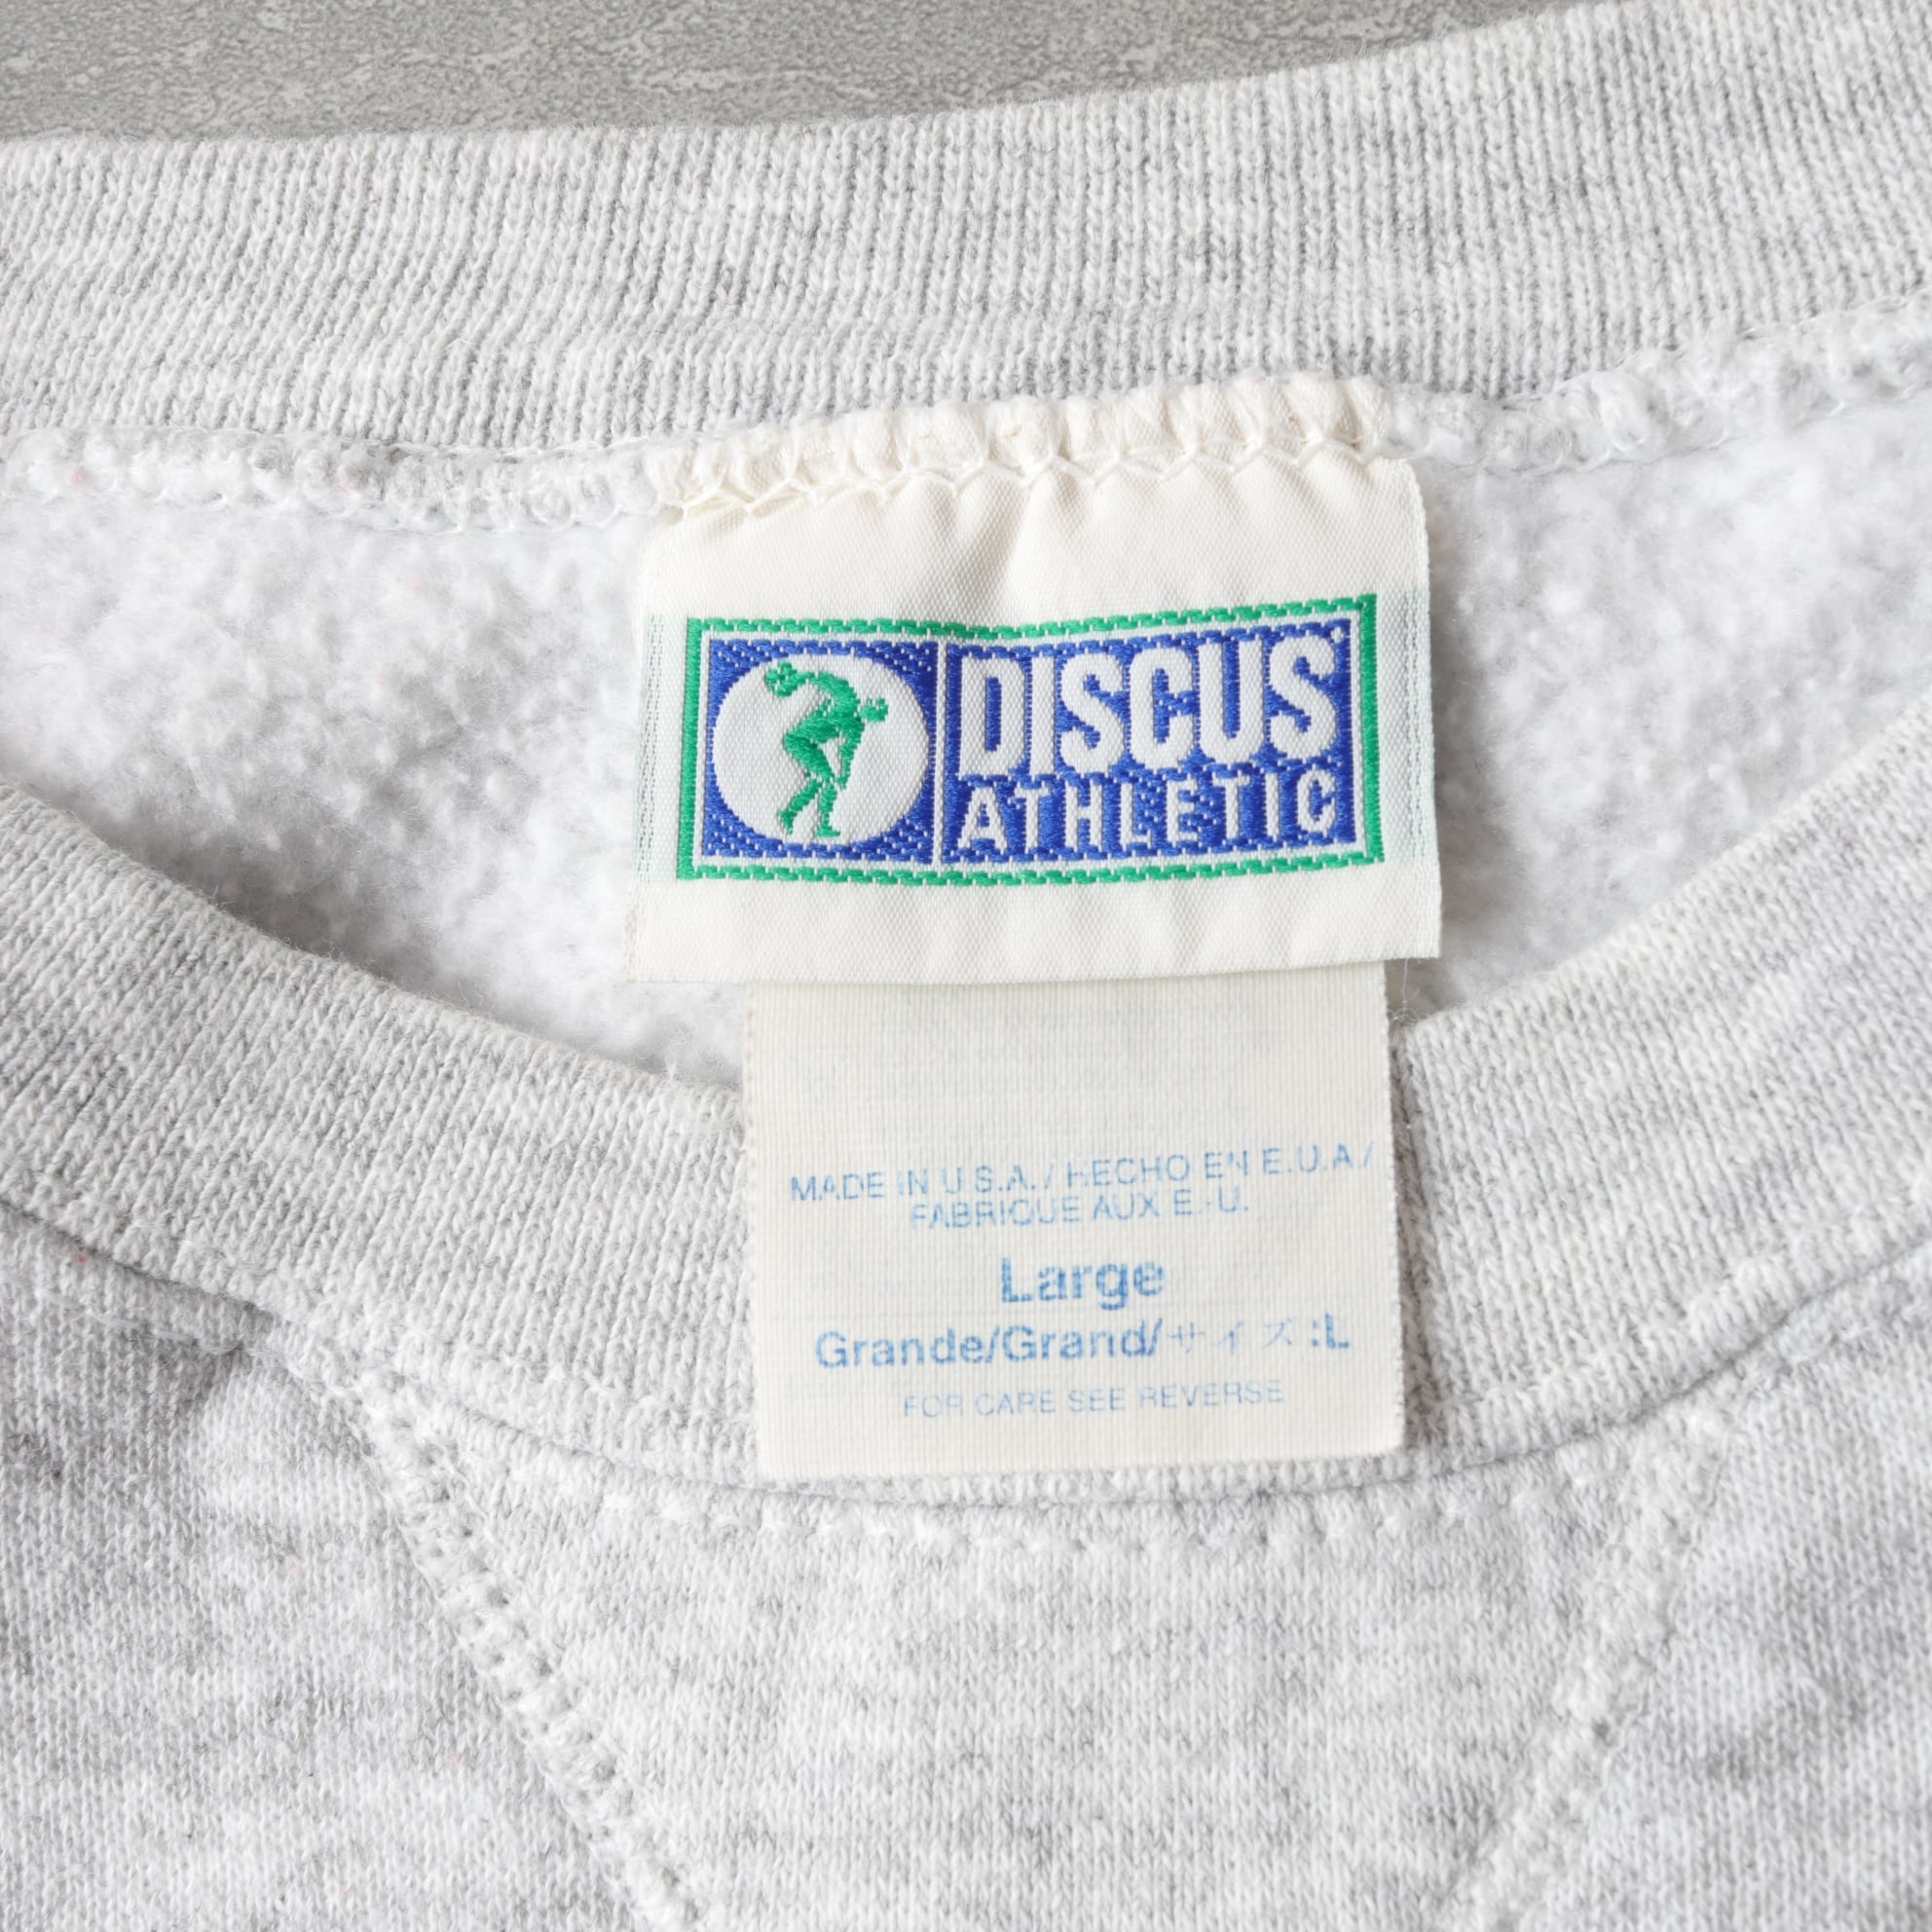 DISCUS
ATHLETIC
MADE IN U.S.A. / HECHO EN E.U.A /
FABRIQUE AUX E.-U.
Large
Grande/Grand/サイズ :L
FOR CARE SEE REVERSE